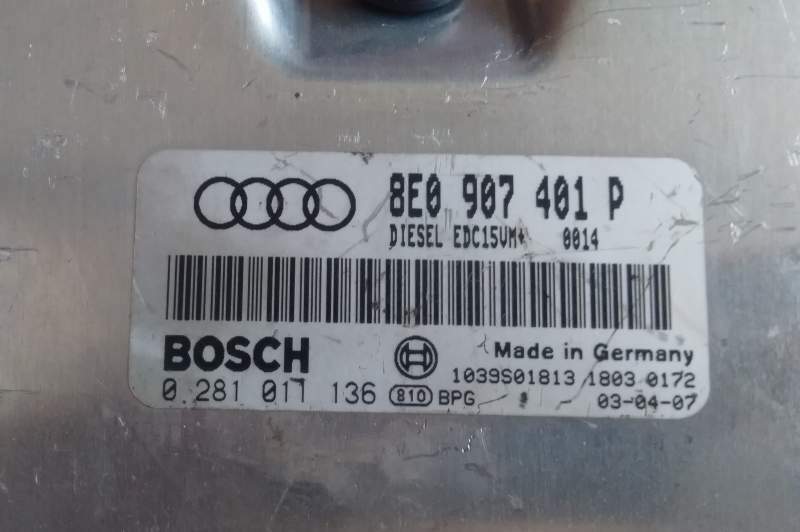 8E0 907 401 P
DIESEL EDC15VM+ 0014
BOSCH Made in Germany
1039S01813 1803 0172
0 281 011 136 810 BPG 03-04-07